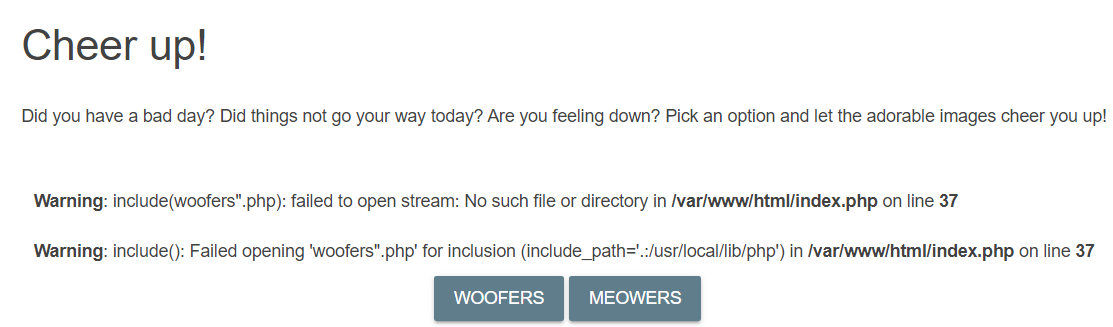 Cheer up!
Did you have a bad day? Did things not go your way today? Are you feeling down? Pick an option and let the adorable images cheer you up!
Warning: include(woofers".php): failed to open stream: No such file or directory in /var/www/html/index.php on line 37
Warning: include(): Failed opening 'woofers".php' for inclusion (include_path='.:/usr/local/lib/php') in /var/www/html/index.php on line 37
WOOFERS MEOWERS